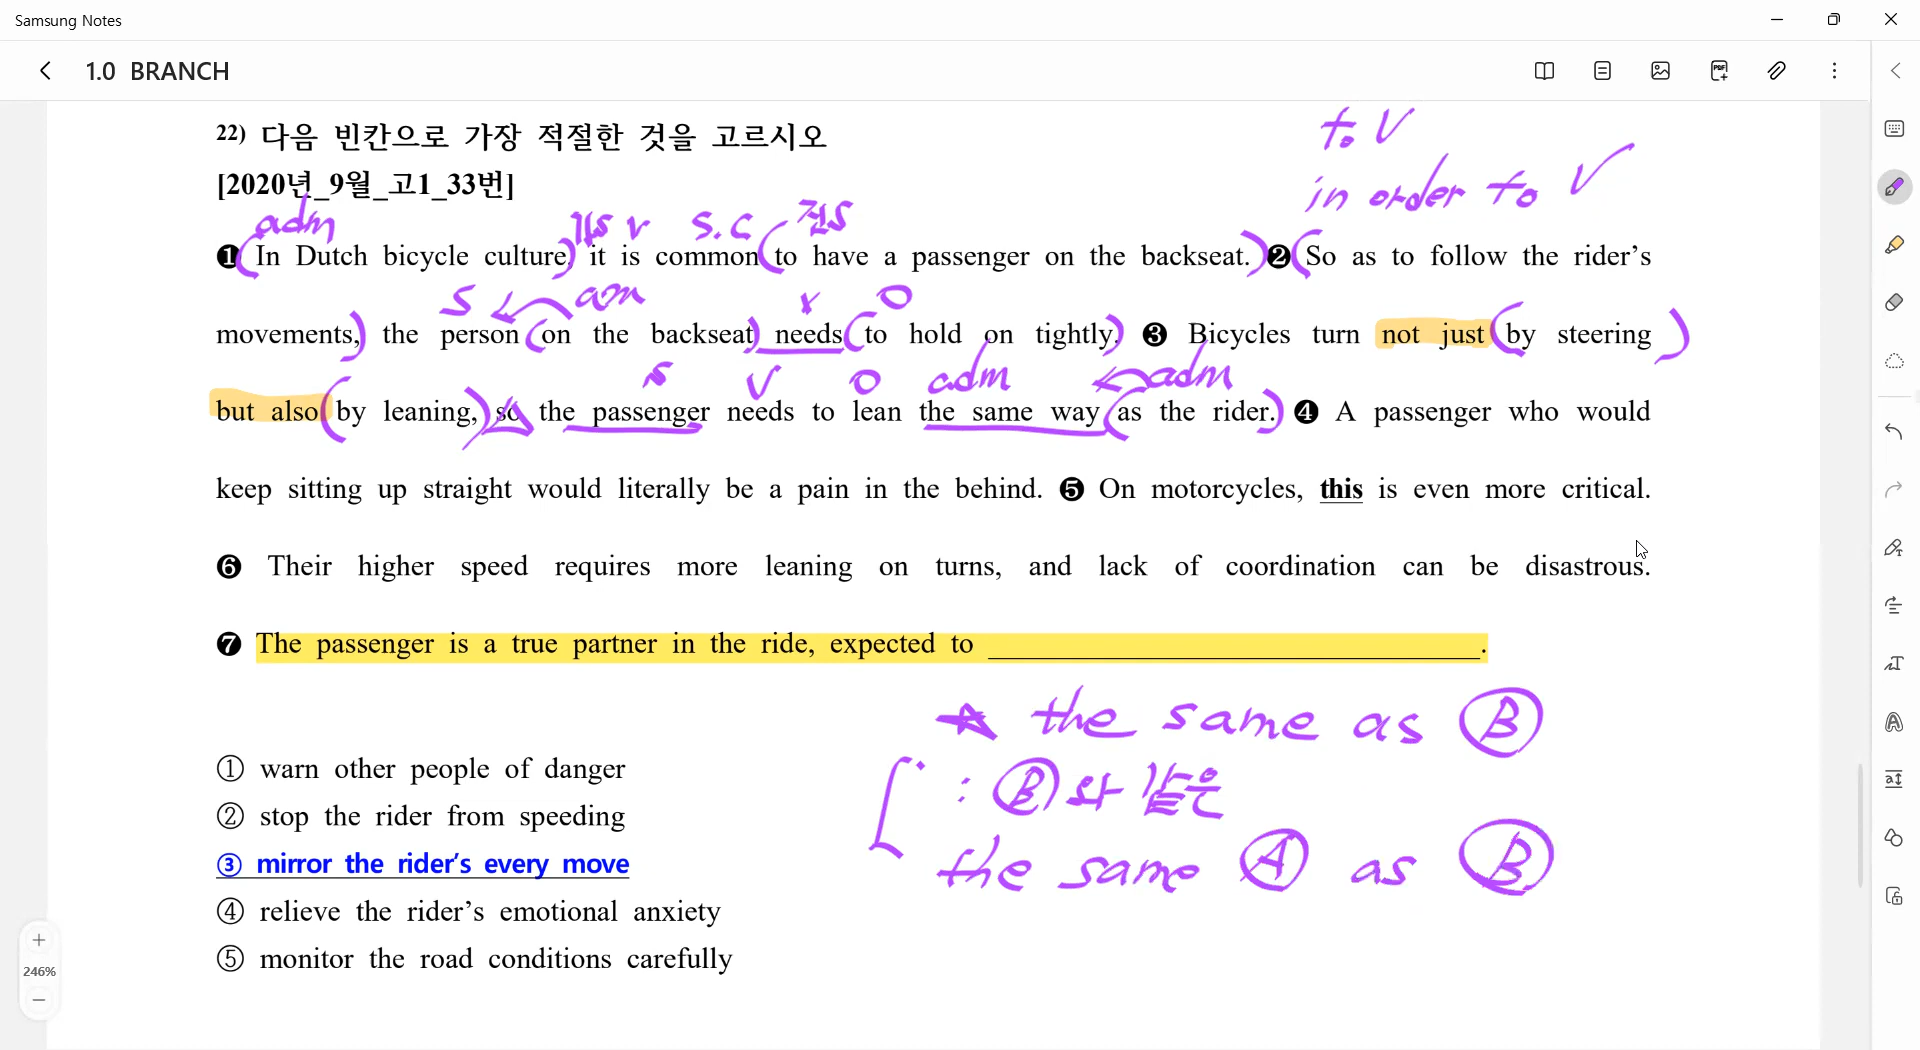 Samsung Notes
1.0 BRANCH
22) 다음 빈칸으로 가장 적절한 것을 고르시오
to V
[2020년_9월_고1_33번]
in order to V
adm 가S v s.c 진S
❶ In Dutch bicycle culture, it is common to have a passenger on the backseat. ❷ So as to follow the rider's
S am v O
movements, the person on the backseat needs to hold on tightly. ❸ Bicycles turn not just by steering
s V O adm adm
but also by leaning, so the passenger needs to lean the same way as the rider. ❹ A passenger who would
keep sitting up straight would literally be a pain in the behind. ❺ On motorcycles, this is even more critical.
❻ Their higher speed requires more leaning on turns, and lack of coordination can be disastrous.
❼ The passenger is a true partner in the ride, expected to ______________________________.
★ the same as B
: B와 같은
the same A as B
① warn other people of danger
② stop the rider from speeding
③ mirror the rider's every move
④ relieve the rider's emotional anxiety
⑤ monitor the road conditions carefully
246%